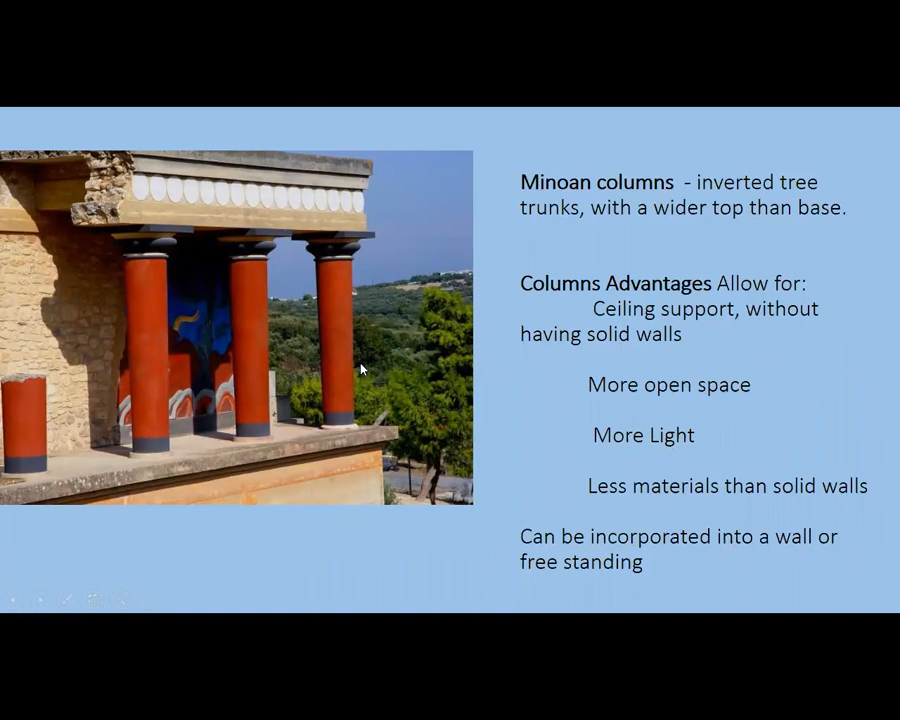 Minoan columns - inverted tree
trunks, with a wider top than base.
Columns Advantages Allow for:
Ceiling support, without
having solid walls
More open space
More Light
Less materials than solid walls
Can be incorporated into a wall or
free standing